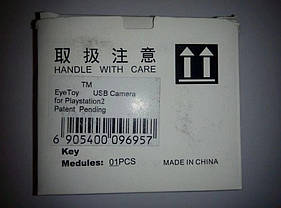 取扱注意
HANDLE WITH CARE
TM
EyeToy USB Camera
for Playstation2
Patent Pending
6 905400 096957
Key
Medules: 01PCS
MADE IN CHINA